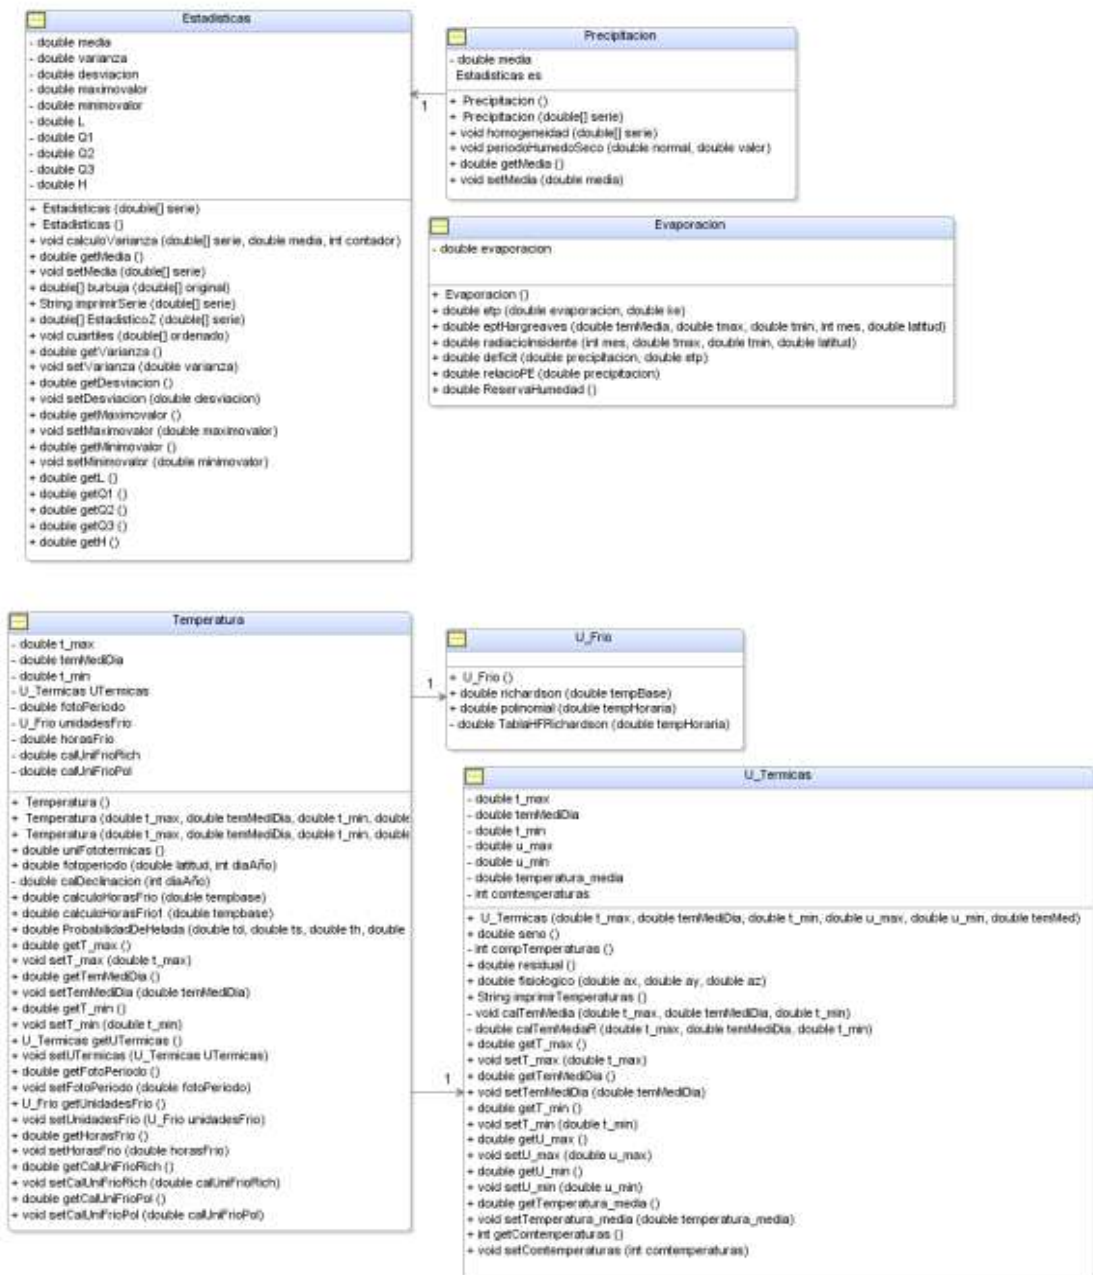 Estadisticas
- double media
- double varianza
- double desviacion
- double maximovalor
- double minimovalor
- double L
- double Q1
- double Q2
- double Q3
- double H
+ Estadisticas (double[] serie)
+ Estadisticas ()
+ void calculoVarianza (double[] serie, double media, int contador)
+ double getMedia ()
+ void setMedia (double[] serie)
+ double[] burbuja (double[] original)
+ String imprimirSerie (double[] serie)
+ double[] EstadisticoZ (double[] serie)
+ void cuartiles (double[] ordenado)
+ double getVarianza ()
+ void setVarianza (double varianza)
+ double getDesviacion ()
+ void setDesviacion (double desviacion)
+ double getMaximovalor ()
+ void setMaximovalor (double maximovalor)
+ double getMinimovalor ()
+ void setMinimovalor (double minimovalor)
+ double getL ()
+ double getQ1 ()
+ double getQ2 ()
+ double getQ3 ()
+ double getH ()
1
Precipitacion
- double media
Estadisticas es
+ Precipitacion ()
+ Precipitacion (double[] serie)
+ void homogeneidad (double[] serie)
+ void periodoHumedoSeco (double normal, double valor)
+ double getMedia ()
+ void setMedia (double media)
Evaporacion
- double evaporacion
+ Evaporacion ()
+ double etp (double evaporacion, double ke)
+ double eptHargreaves (double temMedia, double tmax, double tmin, int mes, double latitud)
+ double radiacioInsidente (int mes, double tmax, double tmin, double latitud)
+ double deficit (double precipitacion, double etp)
+ double relacioPE (double precipitacion)
+ double ReservaHumedad ()
Temperatura
- double t_max
- double temMediDia
- double t_min
- U_Termicas UTermicas
- double fotoPeriodo
- U_Frio unidadesFrio
- double horasFrio
- double calUniFrioRich
- double calUniFrioPol
+ Temperatura ()
+ Temperatura (double t_max, double temMediDia, double t_min, double
+ Temperatura (double t_max, double temMediDia, double t_min, double
+ double uniFototermicas ()
+ double fotoperiodo (double latitud, int diaAño)
- double calDeclinacion (int diaAño)
+ double calculoHorasFrio (double tempbase)
+ double calculoHorasFrio1 (double tempbase)
+ double ProbabilidadDeHelada (double td, double ts, double th, double
+ double getT_max ()
+ void setT_max (double t_max)
+ double getTemMediDia ()
+ void setTemMediDia (double temMediDia)
+ double getT_min ()
+ void setT_min (double t_min)
+ U_Termicas getUTermicas ()
+ void setUTermicas (U_Termicas UTermicas)
+ double getFotoPeriodo ()
+ void setFotoPeriodo (double fotoPeriodo)
+ U_Frio getUnidadesFrio ()
+ void setUnidadesFrio (U_Frio unidadesFrio)
+ double getHorasFrio ()
+ void setHorasFrio (double horasFrio)
+ double getCalUniFrioRich ()
+ void setCalUniFrioRich (double calUniFrioRich)
+ double getCalUniFrioPol ()
+ void setCalUniFrioPol (double calUniFrioPol)
1
1
U_Frio
+ U_Frio ()
+ double richardson (double tempBase)
+ double polinomial (double tempHoraria)
- double TablaHFRichardson (double tempHoraria)
U_Termicas
- double t_max
- double temMediDia
- double t_min
- double u_max
- double u_min
- double temperatura_media
- int comtemperaturas
+ U_Termicas (double t_max, double temMediDia, double t_min, double u_max, double u_min, double temMed)
+ double seno ()
- int compTemperaturas ()
+ double residual ()
+ double fisiologico (double ax, double ay, double az)
+ String imprimirTemperaturas ()
- void calTemMedia (double t_max, double temMediDia, double t_min)
- double calTemMediaR (double t_max, double temMediDia, double t_min)
+ double getT_max ()
+ void setT_max (double t_max)
+ double getTemMediDia ()
+ void setTemMediDia (double temMediDia)
+ double getT_min ()
+ void setT_min (double t_min)
+ double getU_max ()
+ void setU_max (double u_max)
+ double getU_min ()
+ void setU_min (double u_min)
+ double getTemperatura_media ()
+ void setTemperatura_media (double temperatura_media)
+ int getComtemperaturas ()
+ void setComtemperaturas (int comtemperaturas)